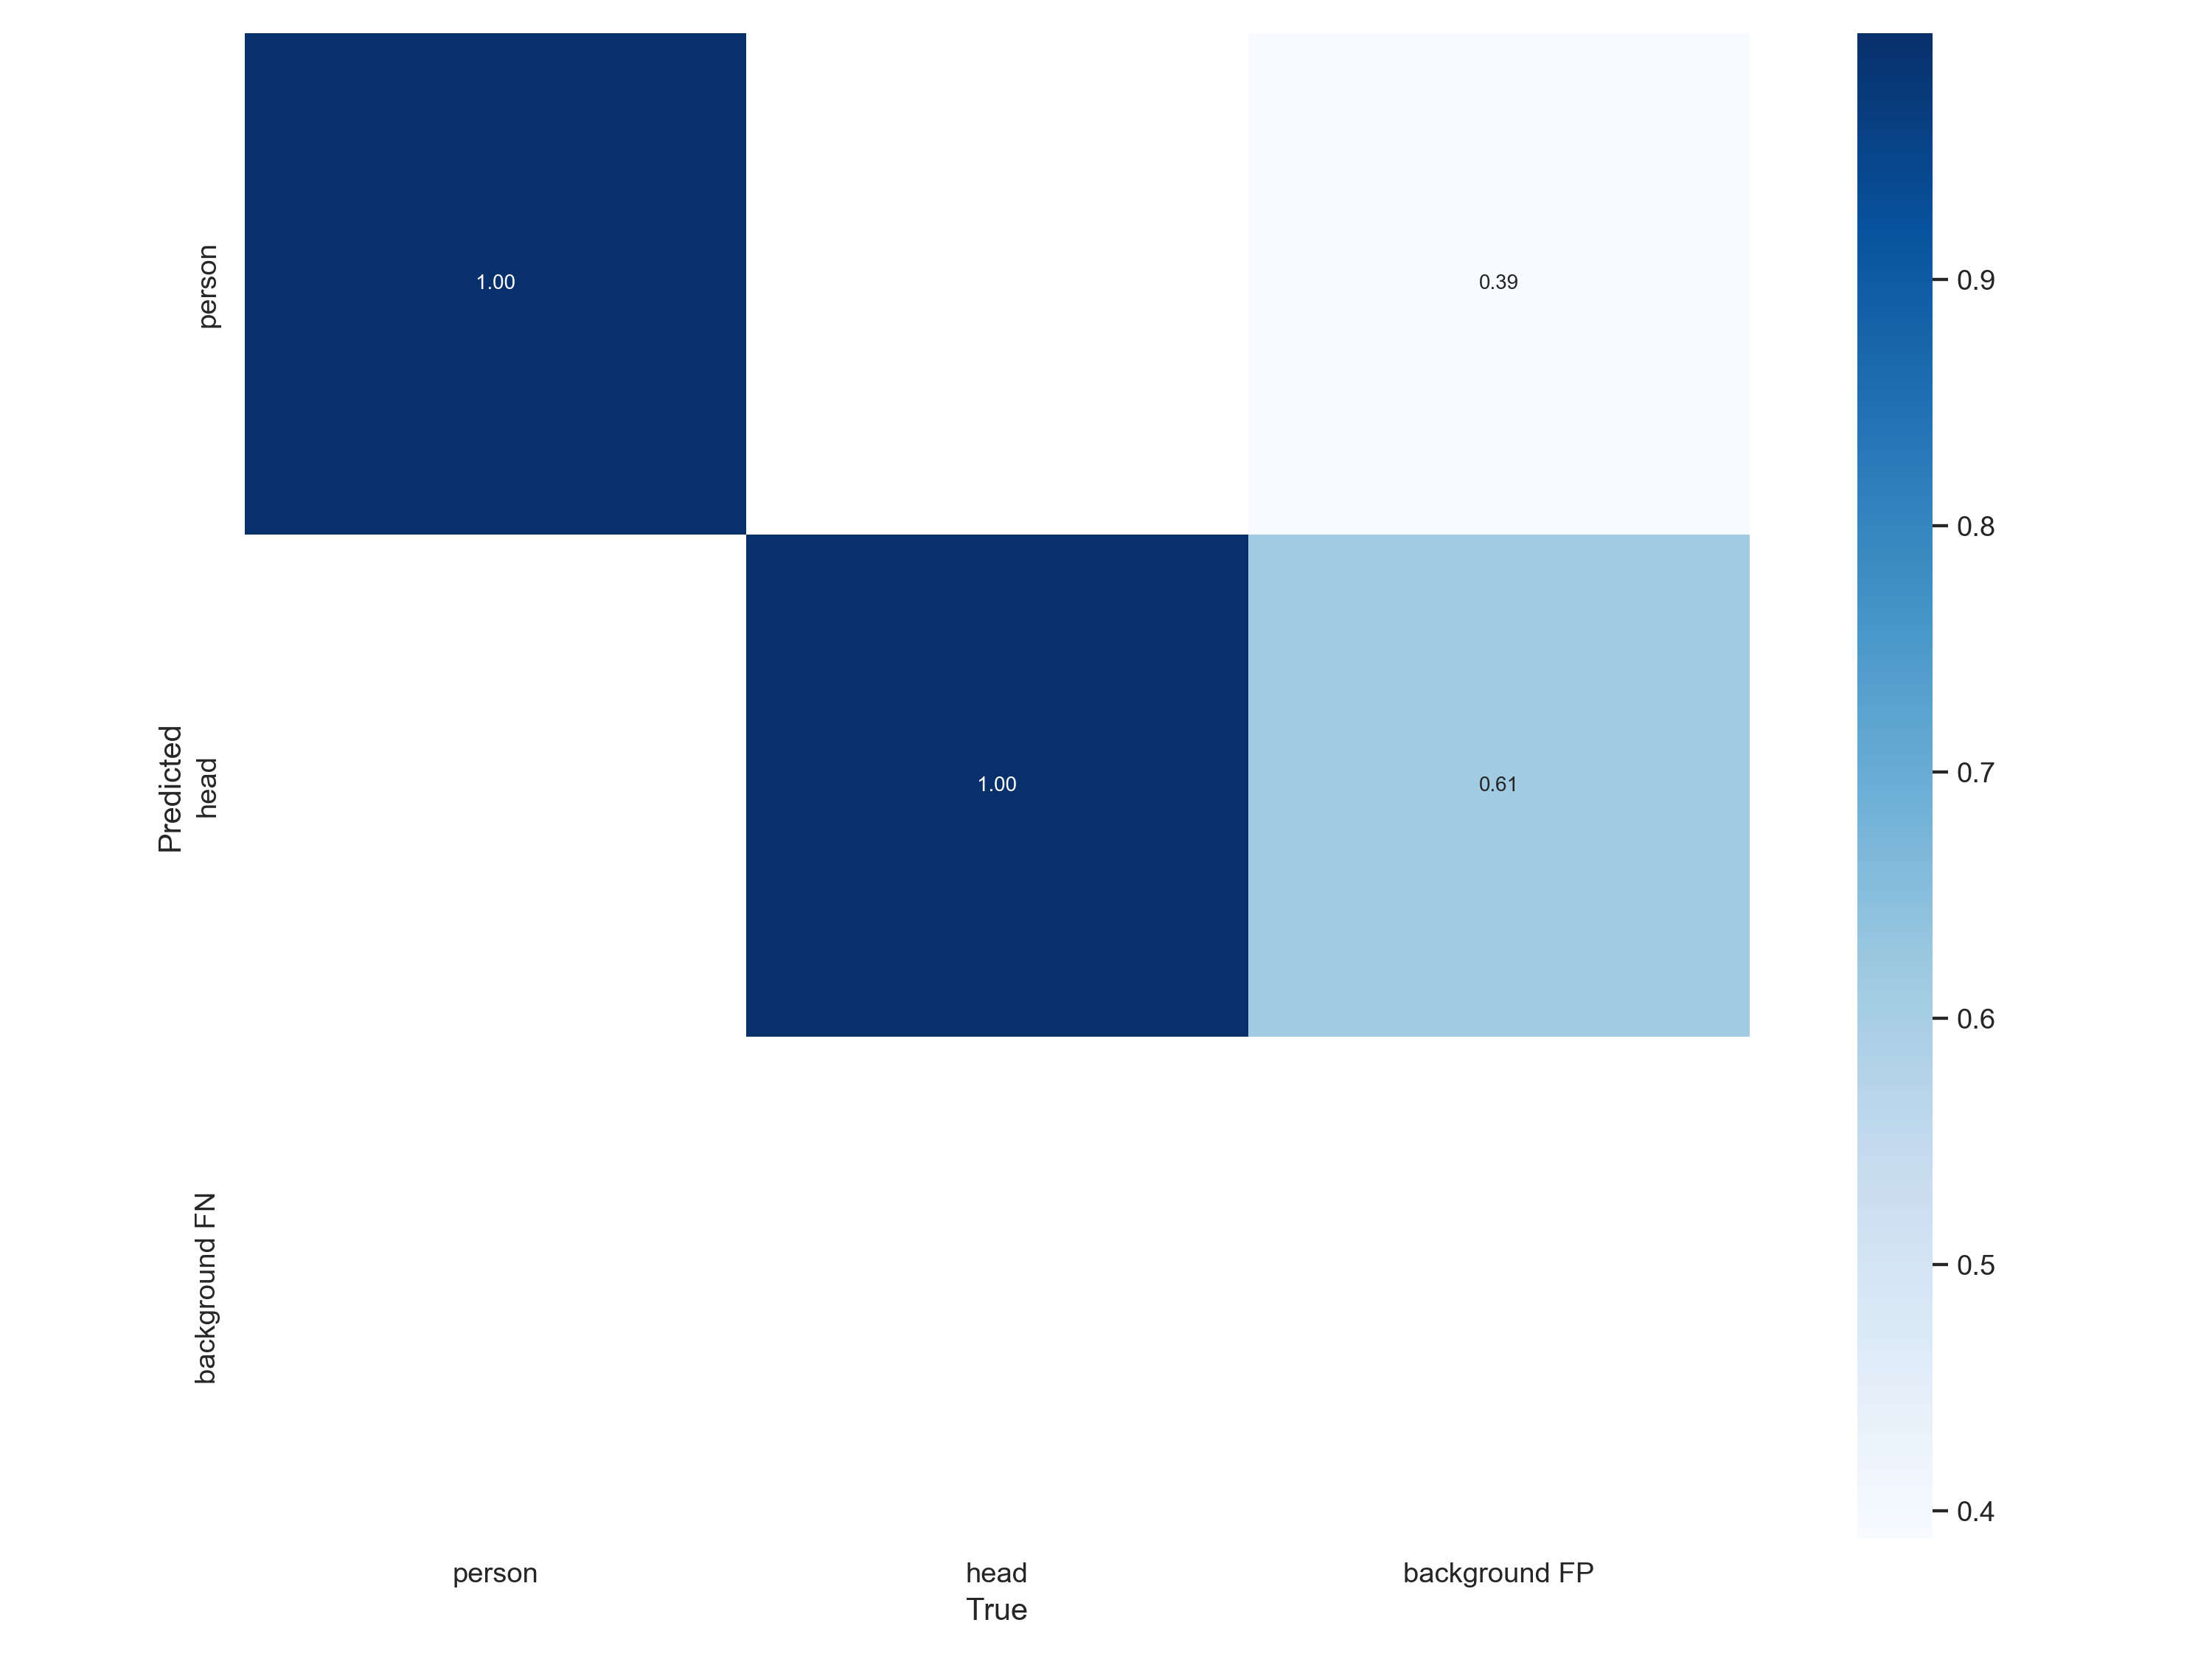 person
1.00
0.39
Predicted
head
1.00
0.61
background FN
person
head
background FP
True
0.9
0.8
0.7
0.6
0.5
0.4